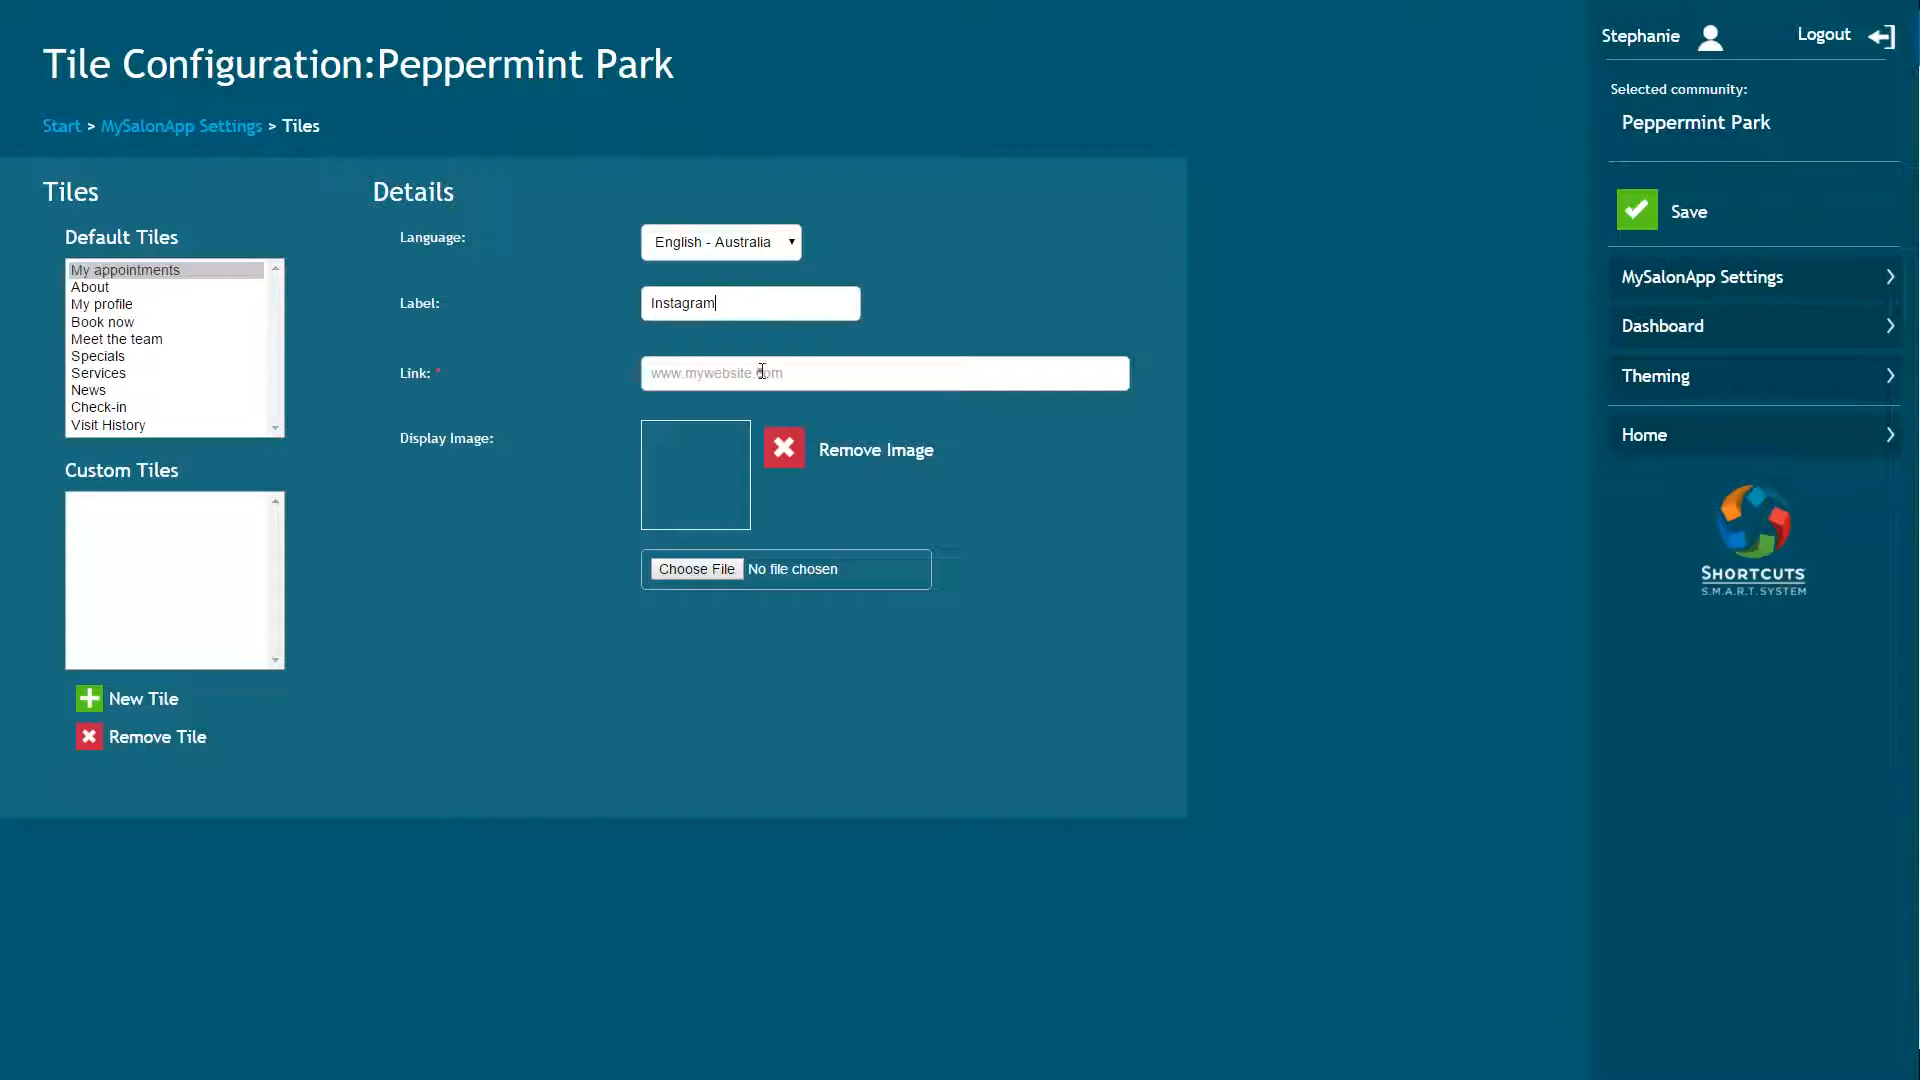 Tile Configuration:Peppermint Park
Start > MySalonApp Settings > Tiles
Stephanie
Logout
Selected community:
Peppermint Park
Save
MySalonApp Settings
Dashboard
Theming
Home
SHORTCUTS
S.M.A.R.T.SYSTEM
Tiles
Default Tiles
My appointments
About
My profile
Book now
Meet the team
Specials
Services
News
Check-in
Visit History
Custom Tiles
New Tile
Remove Tile
Details
Language:
English - Australia
Label:
Instagram
Link: *
www.mywebsite.com
Display Image:
Remove Image
Choose File No file chosen